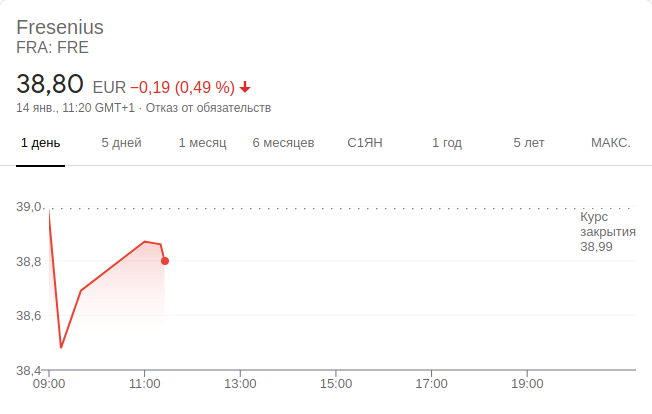 Fresenius
FRA: FRE
38,80 EUR −0,19 (0,49 %)
14 янв., 11:20 GMT+1 · Отказ от обязательств
1 день 5 дней 1 месяц 6 месяцев С1ЯН 1 год 5 лет МАКС.
39,0
Курс
закрытия
38,99
38,8
38,6
38,4
09:00 11:00 13:00 15:00 17:00 19:00